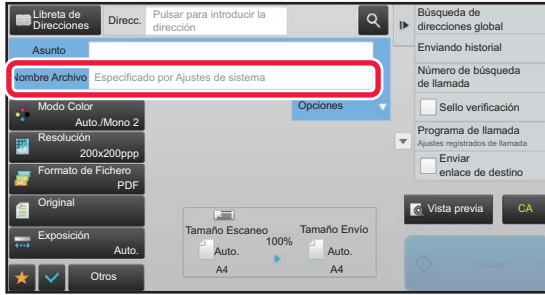 Libreta de
Direcciones
Direcc.
Pulsar para introducir la
dirección
Asunto
Nombre Archivo
Especificado por Ajustes de sistema
Modo Color
Auto./Mono 2
Opciones
Resolución
200x200ppp
Formato de Fichero
PDF
Original
Exposición
Auto.
Otros
Tamaño Escaneo
Tamaño Envío
100%
Auto.
Auto.
A4
A4
Búsqueda de
direcciones global
Enviando historial
Número de búsqueda
de llamada
Sello verificación
Programa de llamada
Ajustes registrados de llamada
Enviar
enlace de destino
Vista previa
CA
Iniciar